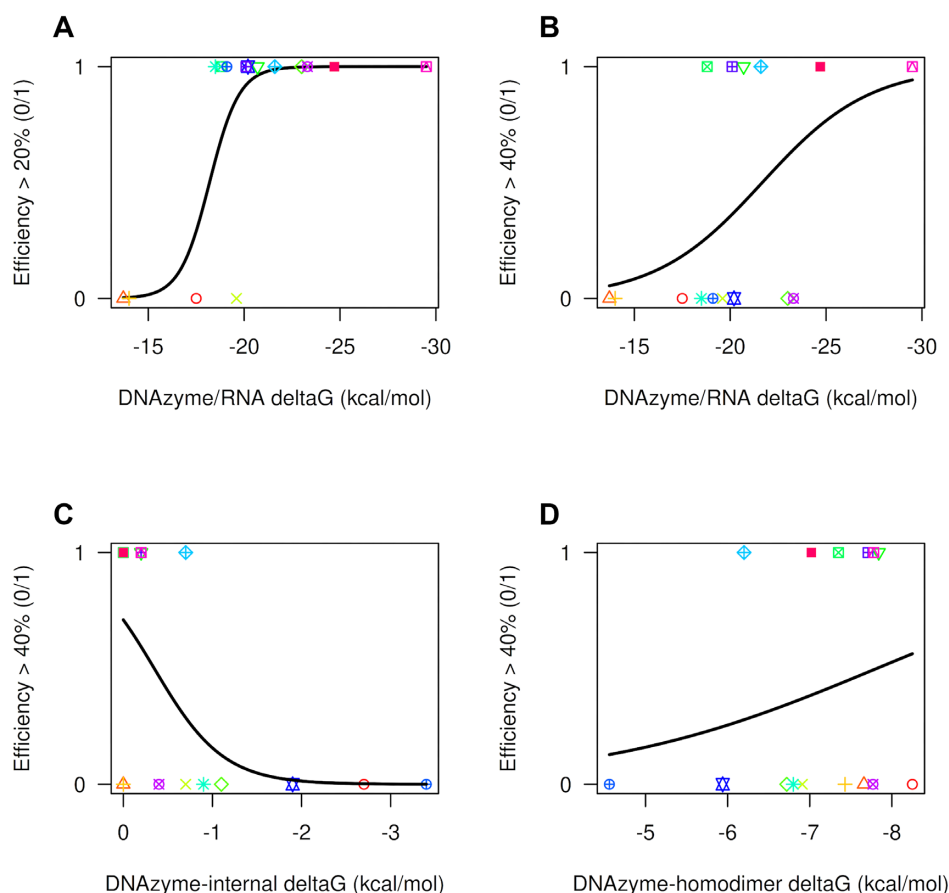 A
Efficiency > 20% (0/1)
1
0
-15 -20 -25 -30
DNAzyme/RNA deltaG (kcal/mol)
B
Efficiency > 40% (0/1)
1
0
-15 -20 -25 -30
DNAzyme/RNA deltaG (kcal/mol)
C
Efficiency > 40% (0/1)
1
0
0 -1 -2 -3
DNAzyme-internal deltaG (kcal/mol)
D
Efficiency > 40% (0/1)
1
0
-5 -6 -7 -8
DNAzyme-homodimer deltaG (kcal/mol)